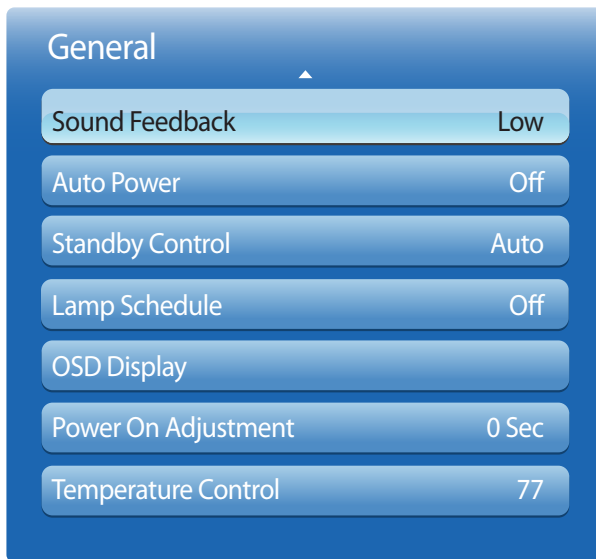 General
Sound Feedback Low
Auto Power Off
Standby Control Auto
Lamp Schedule Off
OSD Display
Power On Adjustment 0 Sec
Temperature Control 77